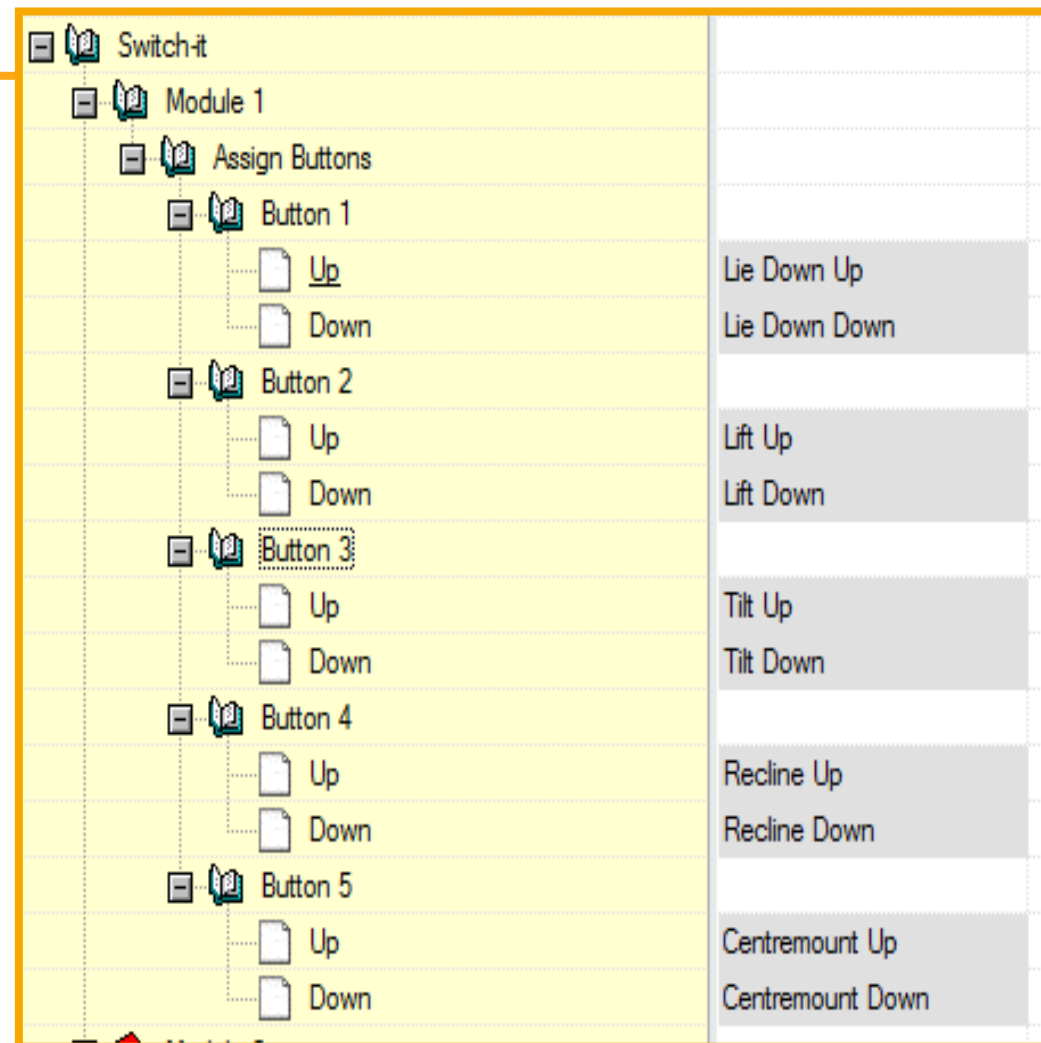 Switch-it
Module 1
Assign Buttons
Button 1
Up Lie Down Up
Down Lie Down Down
Button 2
Up Lift Up
Down Lift Down
Button 3
Up Tilt Up
Down Tilt Down
Button 4
Up Recline Up
Down Recline Down
Button 5
Up Centremount Up
Down Centremount Down